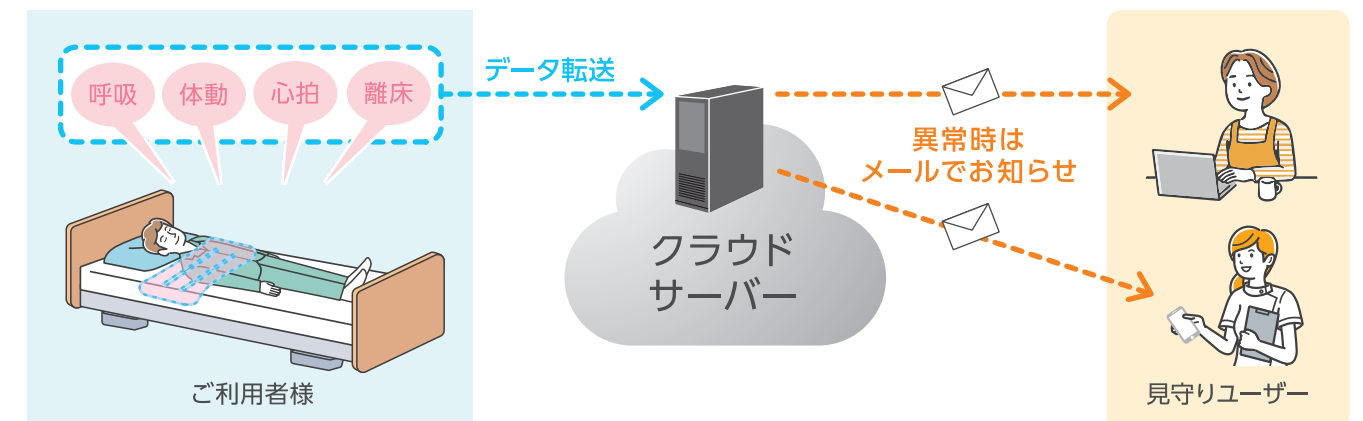 呼吸
体動
心拍
離床
データ転送
異常時は
メールでお知らせ
クラウド
サーバー
ご利用者様
見守りユーザー